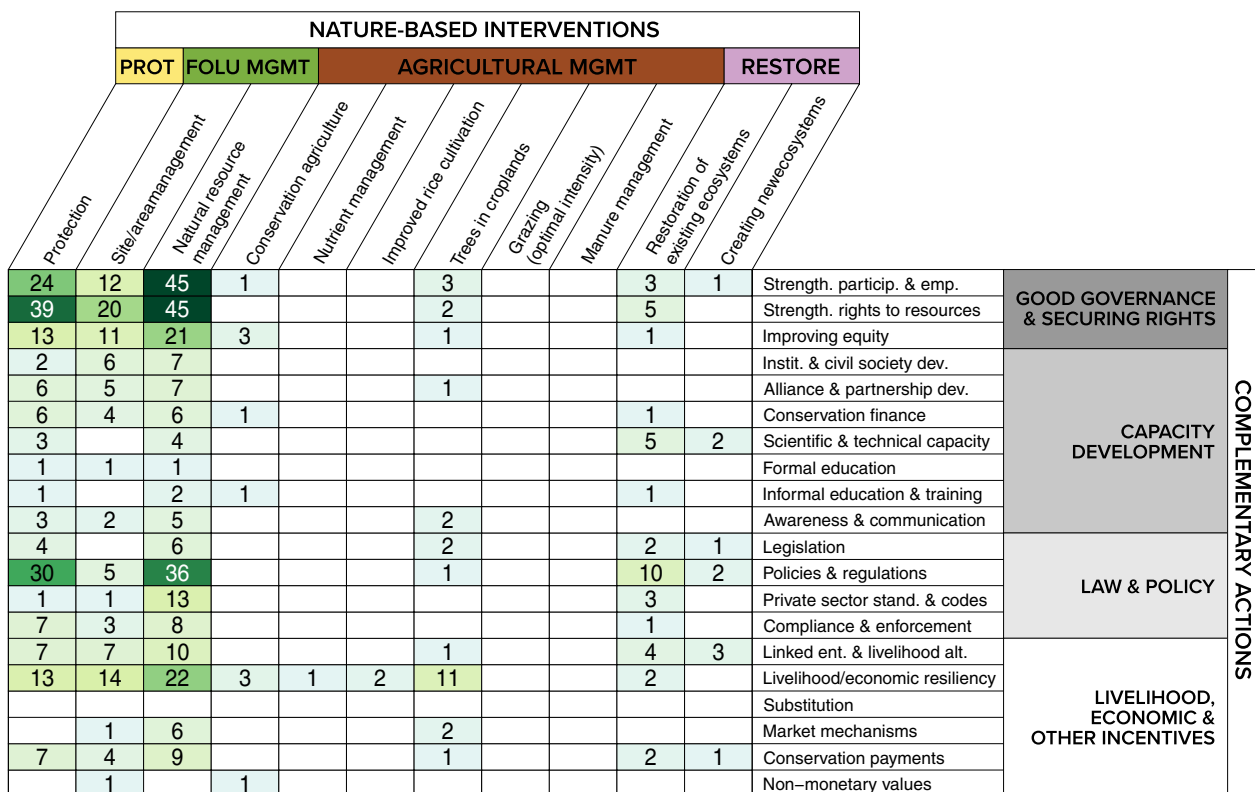 NATURE-BASED INTERVENTIONS
PROT FOLU MGMT AGRICULTURAL MGMT RESTORE
Protection
Site/areamanagement
Natural resource
management
Conservation agriculture
Nutrient management
Improved rice cultivation
Trees in croplands
Grazing
(optimal intensity)
Manure management
Restoration of
existing ecosystems
Creating newecosystems
24 12 45 1 3 3 1 Strength. particip. & emp.
39 20 45 2 5 Strength. rights to resources
13 11 21 3 1 1 Improving equity
GOOD GOVERNANCE
& SECURING RIGHTS
2 6 7 Instit. & civil society dev.
6 5 7 1 Alliance & partnership dev.
6 4 6 1 1 Conservation finance
3 4 5 2 Scientific & technical capacity
1 1 1 Formal education
1 2 1 1 Informal education & training
3 2 5 2 Awareness & communication
CAPACITY
DEVELOPMENT
4 6 2 2 1 Legislation
30 5 36 1 10 2 Policies & regulations
1 1 13 3 Private sector stand. & codes
7 3 8 1 Compliance & enforcement
LAW & POLICY
7 7 10 1 4 3 Linked ent. & livelihood alt.
13 14 22 3 1 2 11 2 Livelihood/economic resiliency
Substitution
1 6 2 Market mechanisms
7 4 9 1 2 1 Conservation payments
1 1 Non−monetary values
LIVELIHOOD,
ECONOMIC &
OTHER INCENTIVES
COMPLEMENTARY ACTIONS